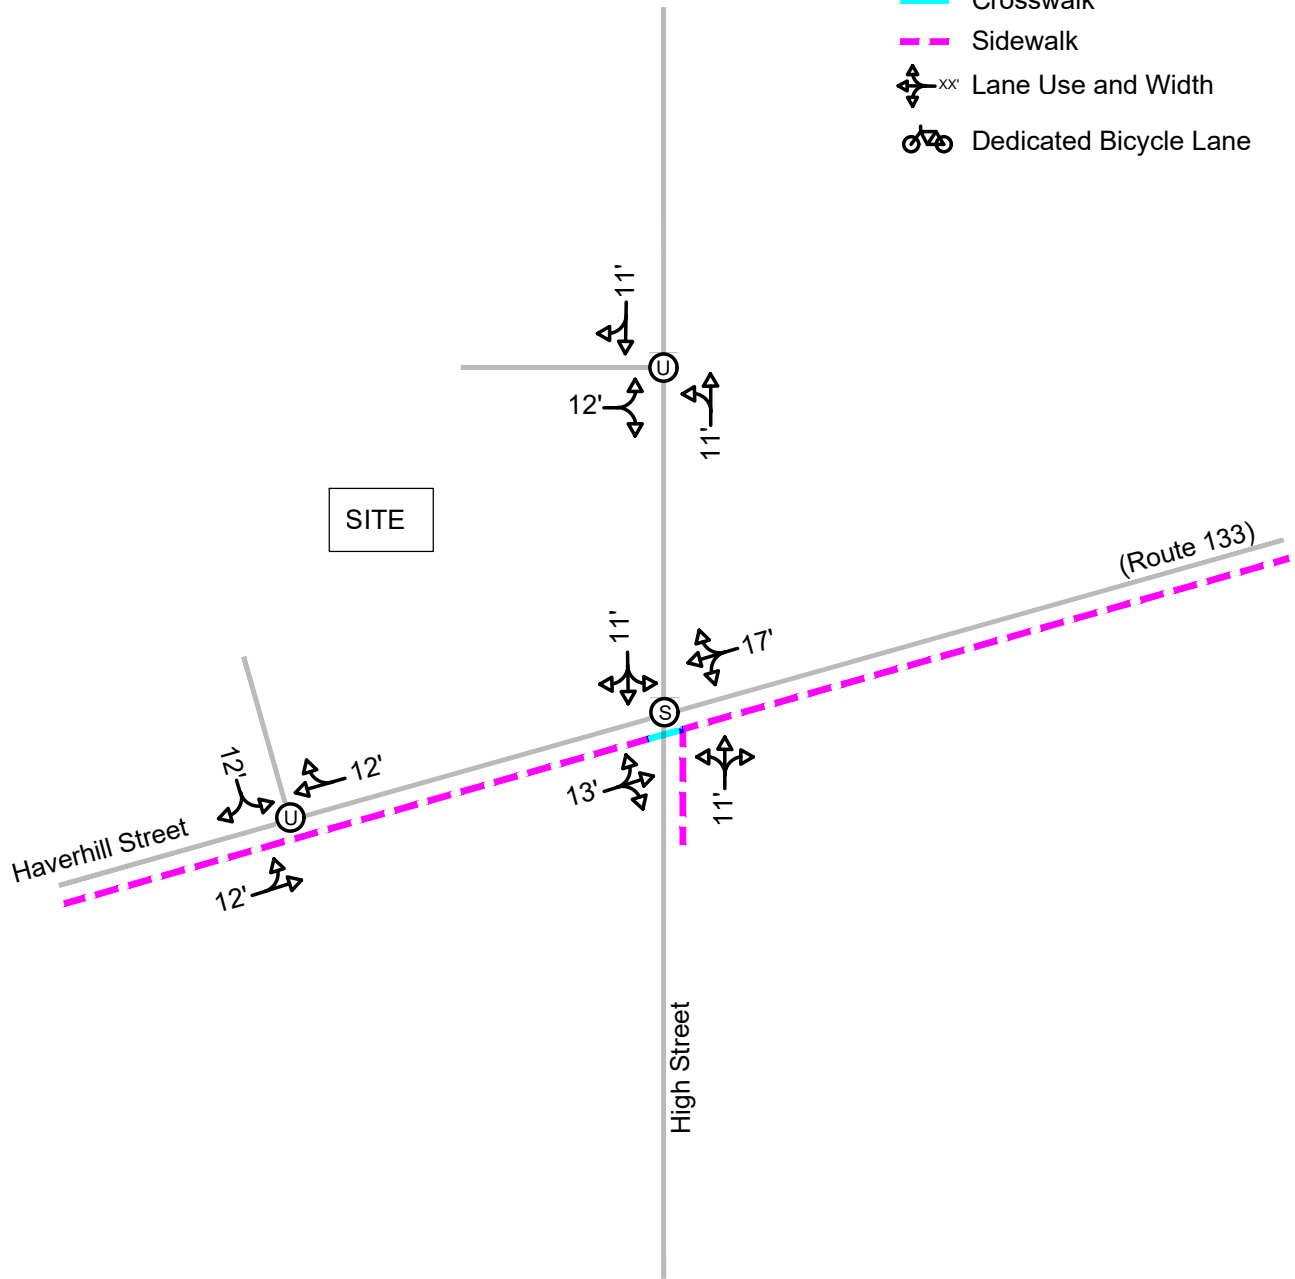 Crosswalk
Sidewalk
XX' Lane Use and Width
Dedicated Bicycle Lane
11'
U
12'
11'
SITE
(Route 133)
11'
17'
S
12'
12'
13'
11'
U
Haverhill Street
12'
High Street